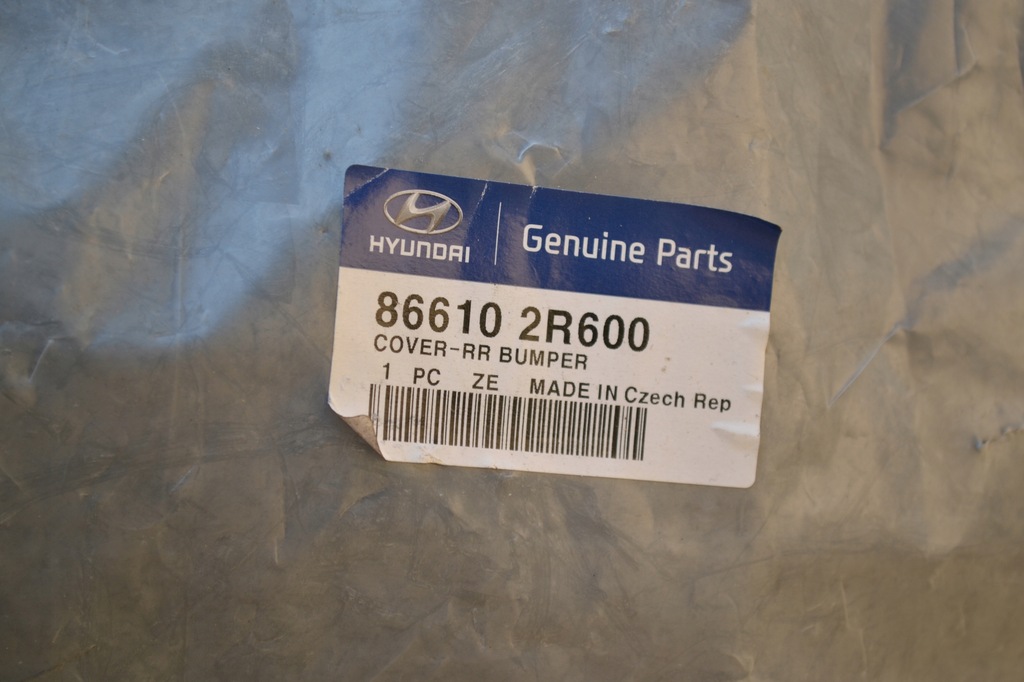 HYUNDAI
Genuine Parts
86610 2R600
COVER-RR BUMPER
1 PC ZE MADE IN Czech Rep